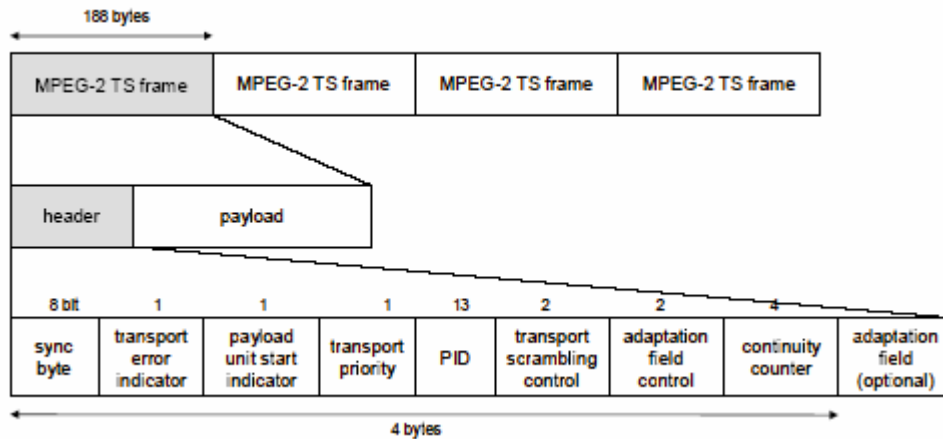 188 bytes
MPEG-2 TS frame MPEG-2 TS frame MPEG-2 TS frame MPEG-2 TS frame
header payload
8 bit 1 1 1 13 2 2 4
sync byte
transport error indicator
payload unit start indicator
transport priority
PID
transport scrambling control
adaptation field control
continuity counter
adaptation field (optional)
4 bytes